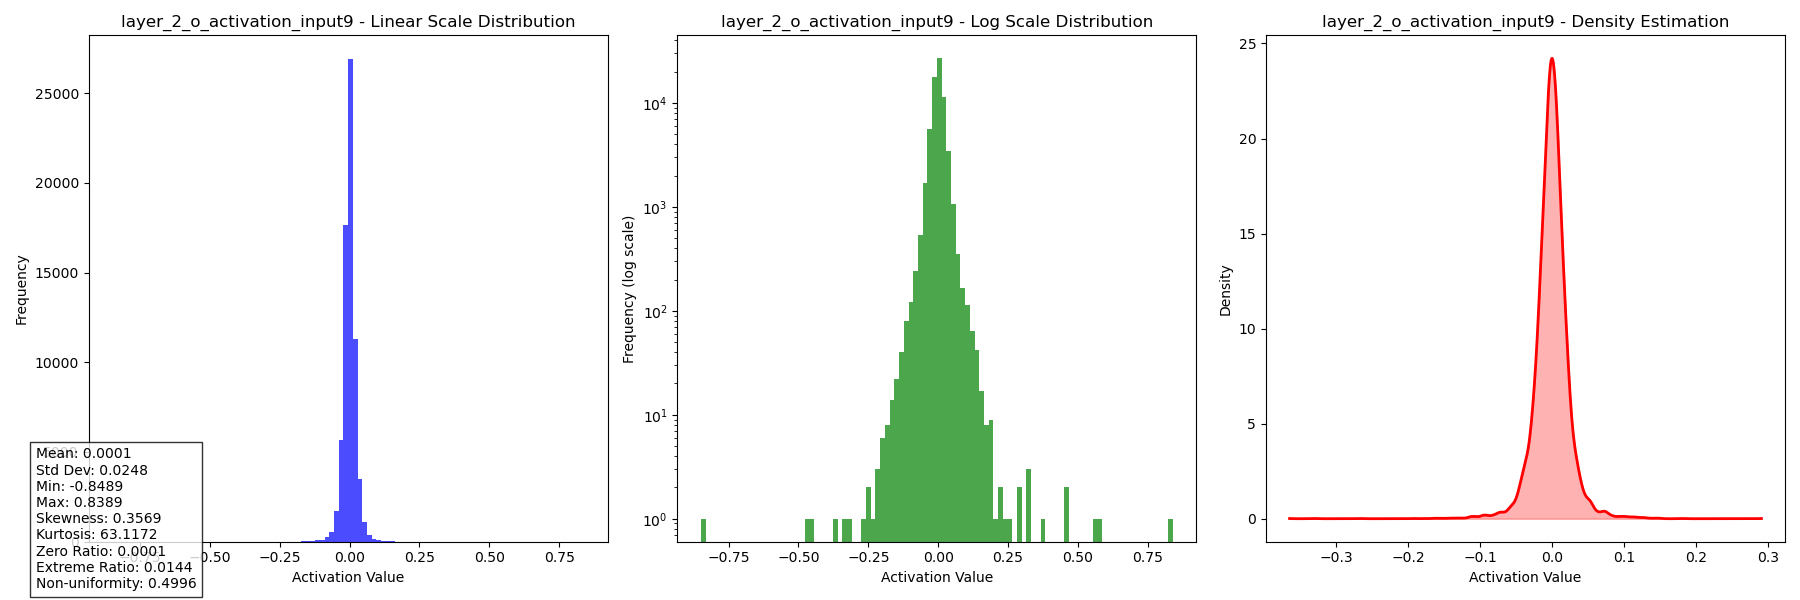 layer_2_o_activation_input9 - Linear Scale Distribution
Frequency
25000
20000
15000
10000
Mean: 0.0001
Std Dev: 0.0248
Min: -0.8489
Max: 0.8389
Skewness: 0.3569
Kurtosis: 63.1172
Zero Ratio: 0.0001
Extreme Ratio: 0.0144
Non-uniformity: 0.4996
−0.50 −0.25 0.00 0.25 0.50 0.75
Activation Value
layer_2_o_activation_input9 - Log Scale Distribution
Frequency (log scale)
10^4
10^3
10^2
10^1
10^0
−0.75 −0.50 −0.25 0.00 0.25 0.50 0.75
Activation Value
layer_2_o_activation_input9 - Density Estimation
Density
25
20
15
10
5
0
−0.3 −0.2 −0.1 0.0 0.1 0.2 0.3
Activation Value